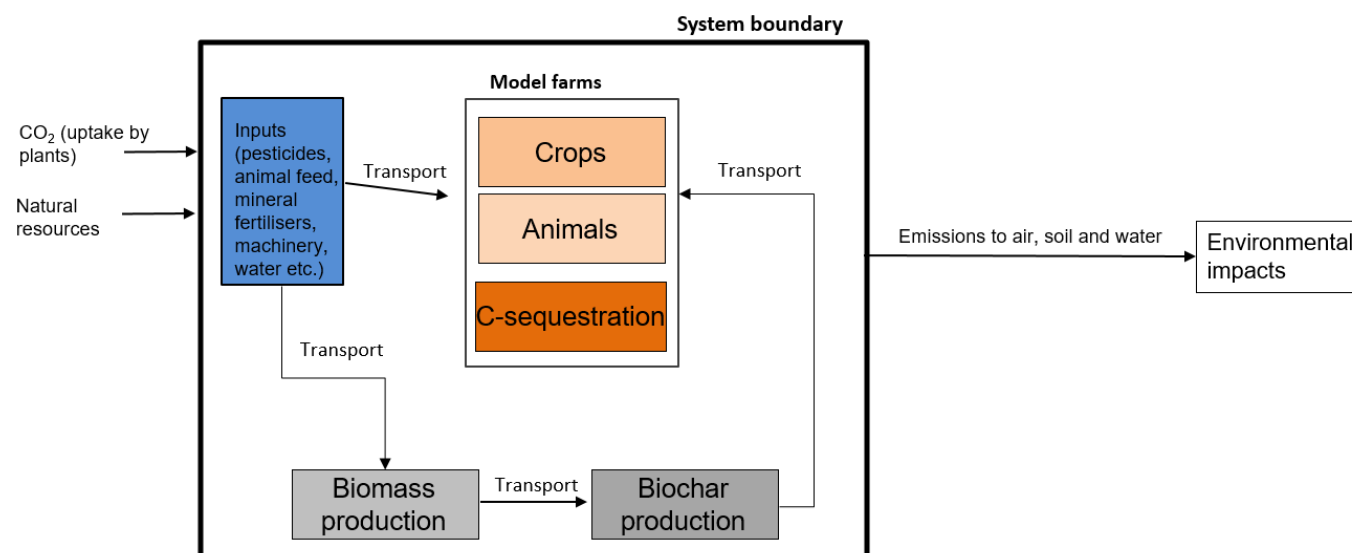 System boundary
Model farms
CO₂ (uptake by
plants)
Natural
resources
Inputs
(pesticides,
animal feed,
mineral
fertilisers,
machinery,
water etc.)
Transport
Crops
Animals
C-sequestration
Transport
Emissions to air, soil and water
Environmental
impacts
Transport
Biomass
production
Transport
Biochar
production